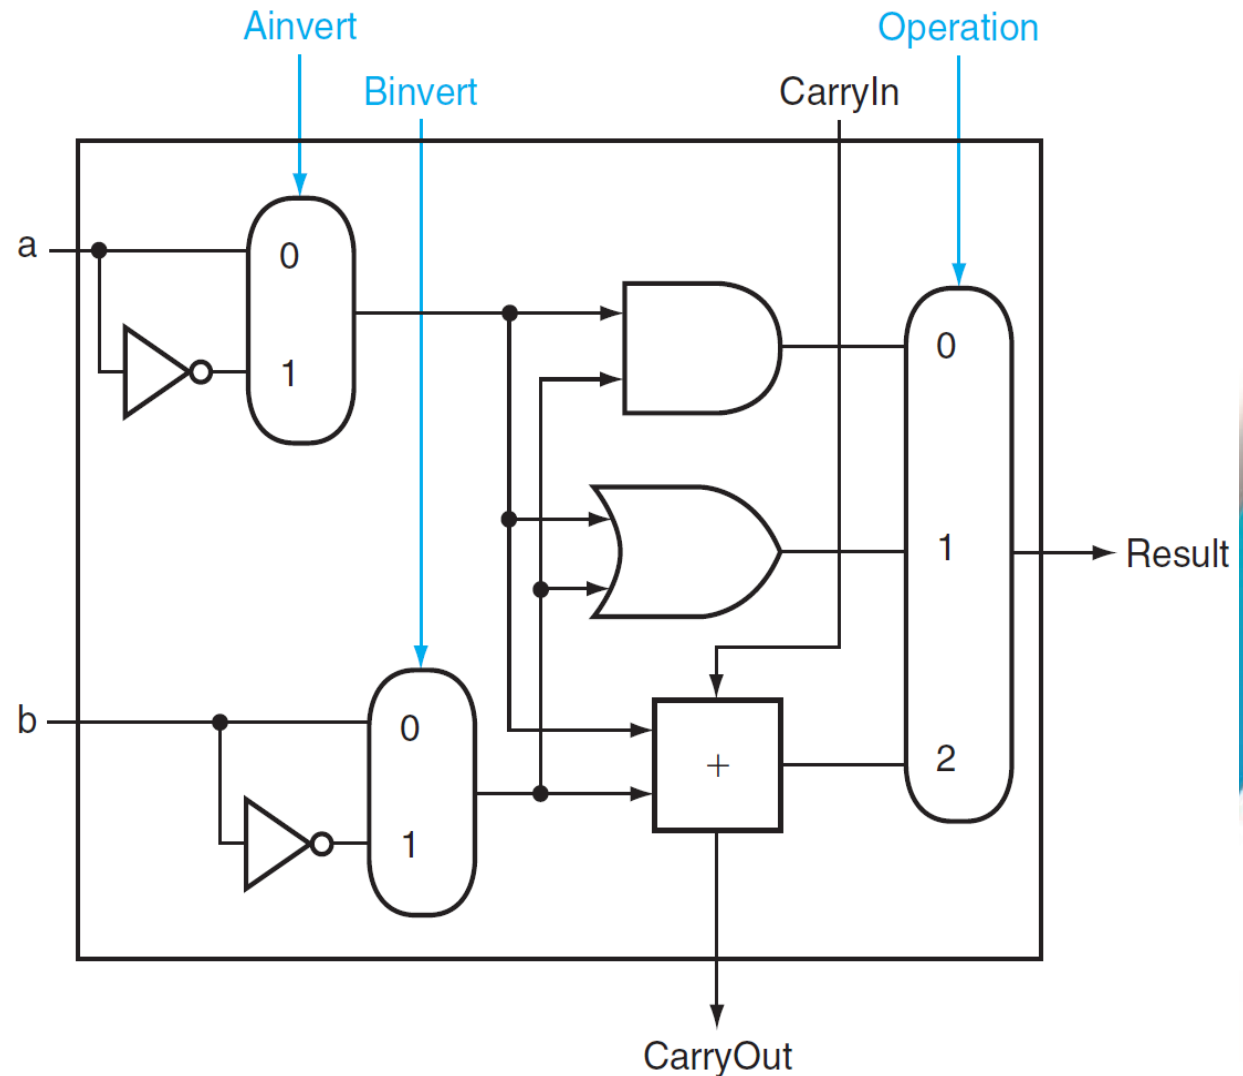 Ainvert
Operation
Binvert
CarryIn
a
0
1
0
1
Result
b
0
1
+
2
CarryOut